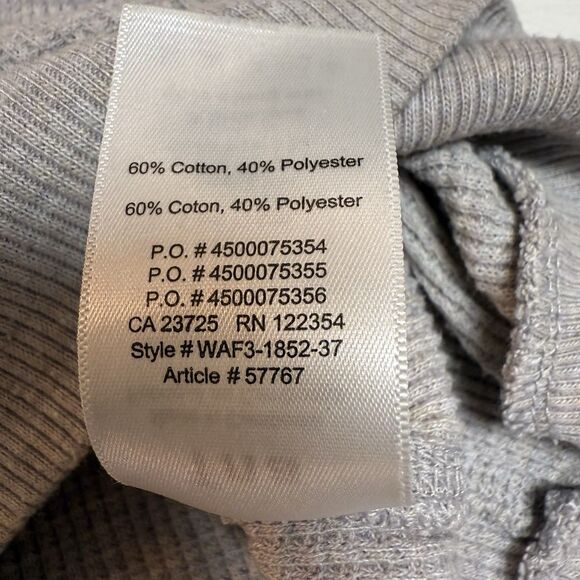 60% Cotton, 40% Polyester
60% Coton, 40% Polyester
P.O. # 4500075354
P.O. # 4500075355
P.O. # 4500075356
CA 23725 RN 122354
Style # WAF3-1852-37
Article # 57767